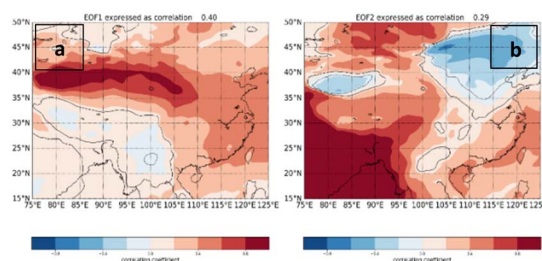 EOF1 expressed as correlation 0.40
a
50°N
45°N
40°N
35°N
30°N
25°N
20°N
15°N
75°E 80°E 85°E 90°E 95°E 100°E 105°E 110°E 115°E 120°E 125°E
correlation coefficient
EOF2 expressed as correlation 0.29
b
50°N
45°N
40°N
35°N
30°N
25°N
20°N
15°N
75°E 80°E 85°E 90°E 95°E 100°E 105°E 110°E 115°E 120°E 125°E
correlation coefficient